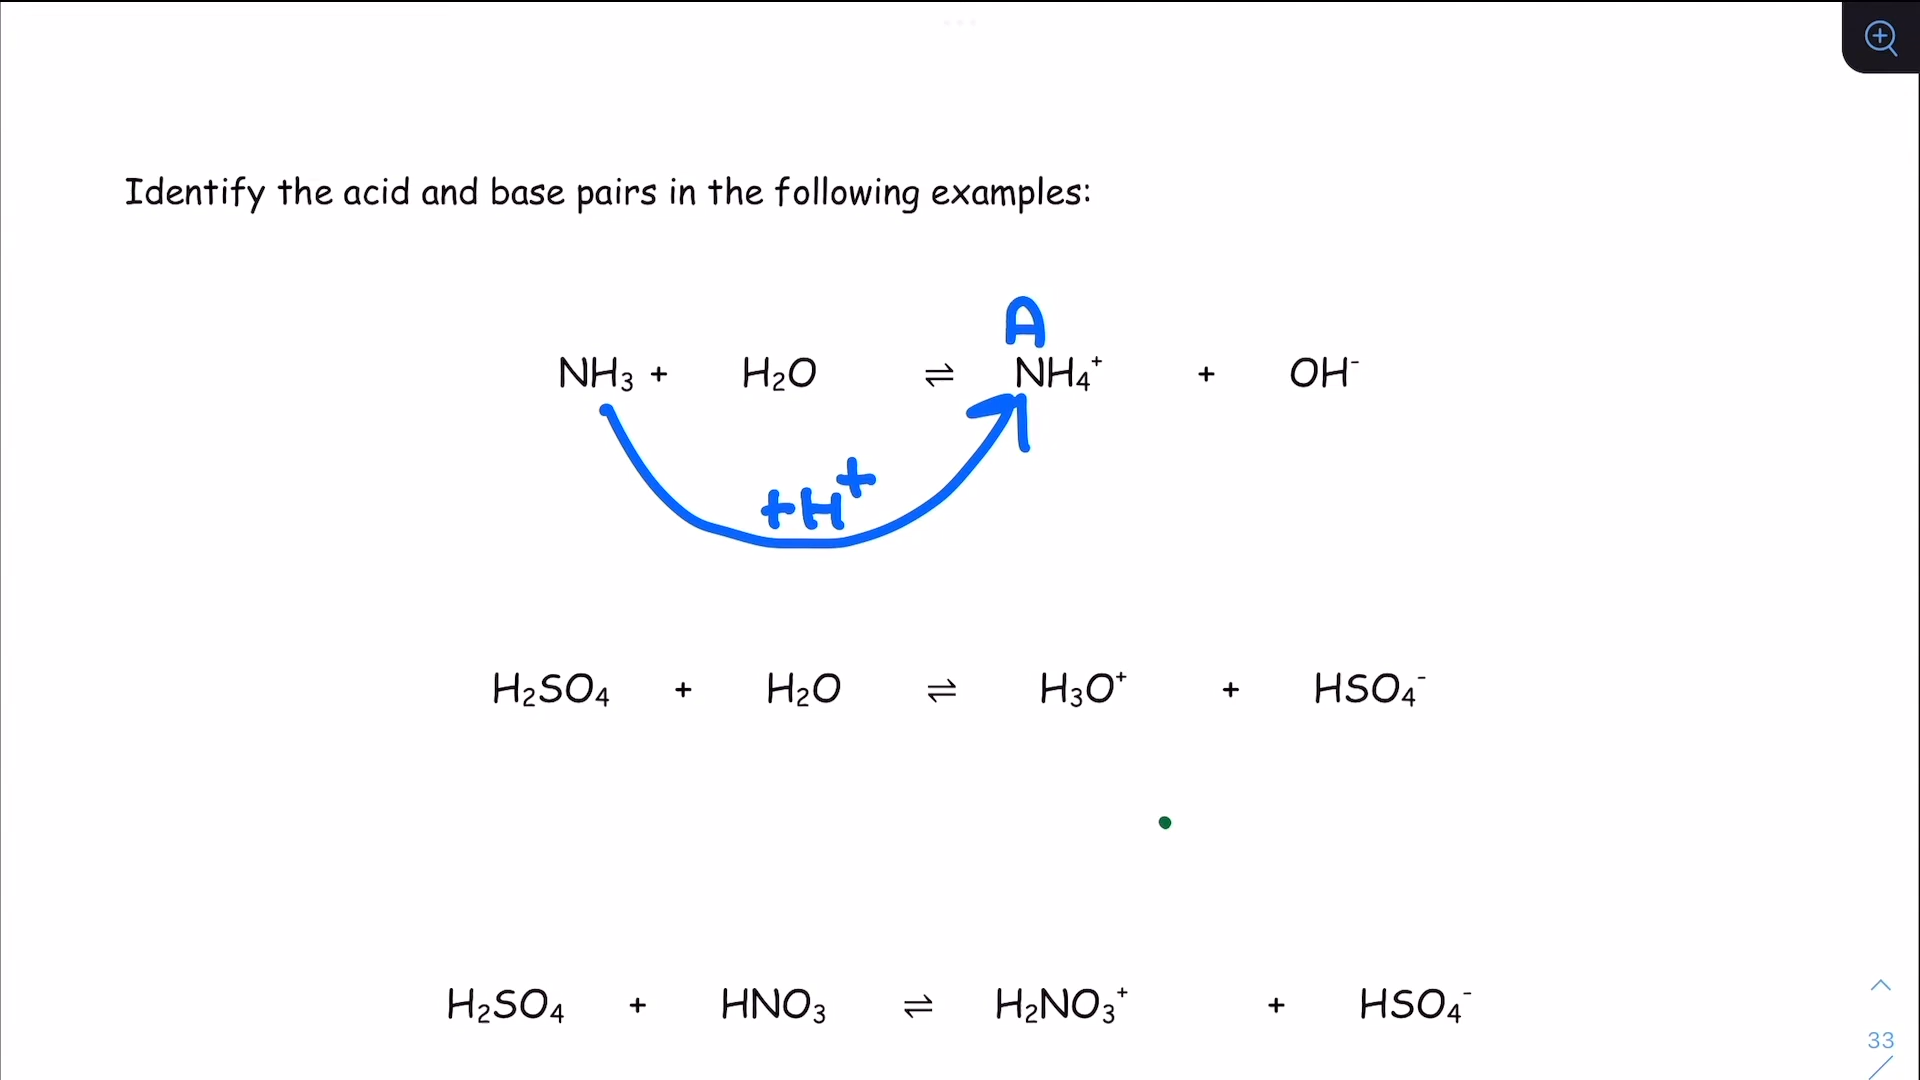 Identify the acid and base pairs in the following examples:
A
NH₃ + H₂O ⇌ NH₄⁺ + OH⁻
+H⁺
H₂SO₄ + H₂O ⇌ H₃O⁺ + HSO₄⁻
H₂SO₄ + HNO₃ ⇌ H₂NO₃⁺ + HSO₄⁻
33